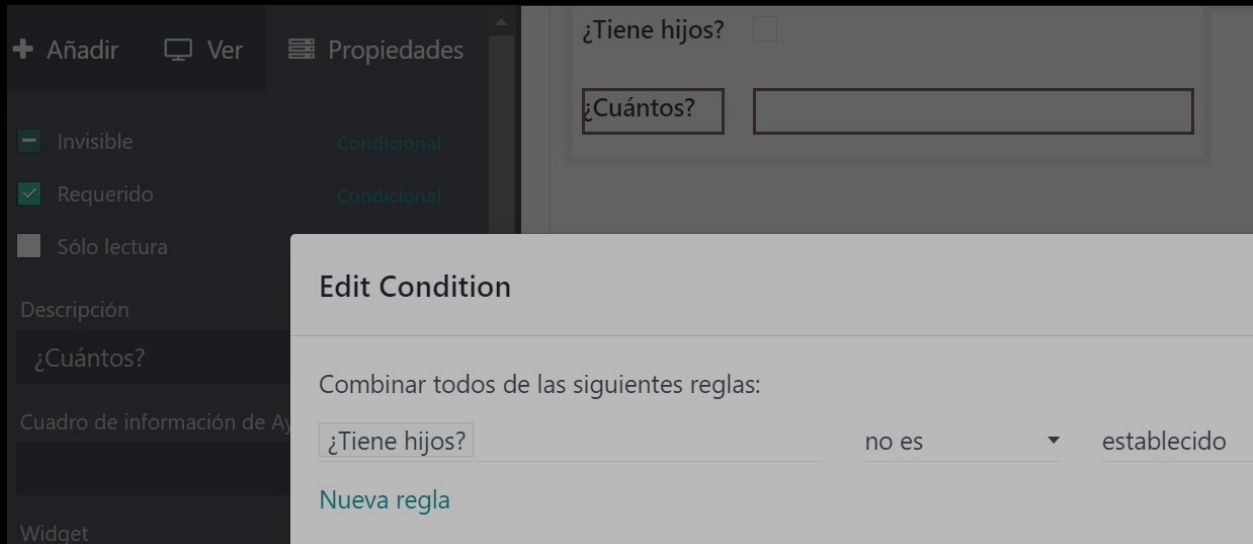 Añadir Ver Propiedades
Invisible Condicional
Requerido Condicional
Sólo lectura
Descripción
¿Cuántos?
Cuadro de información de Ay
Widget
¿Tiene hijos?
¿Cuántos?
Edit Condition
Combinar todos de las siguientes reglas:
¿Tiene hijos? no es establecido
Nueva regla